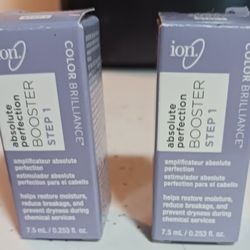 ion
COLOR BRILLIANCE
absolute
perfection
BOOSTER
STEP 1
amplificateur absolute
perfection
estimulador absolute
perfection para el cabello
helps restore moisture,
reduce breakage, and
prevent dryness during
chemical services
7.5 mL / 0.253 fl. oz.
ion
COLOR BRILLIANCE
absolute
perfection
BOOSTER
STEP 1
amplificateur absolute
perfection
estimulador absolute
perfection para el cabello
helps restore moisture,
reduce breakage, and
prevent dryness during
chemical services
7.5 mL / 0.253 fl. oz.